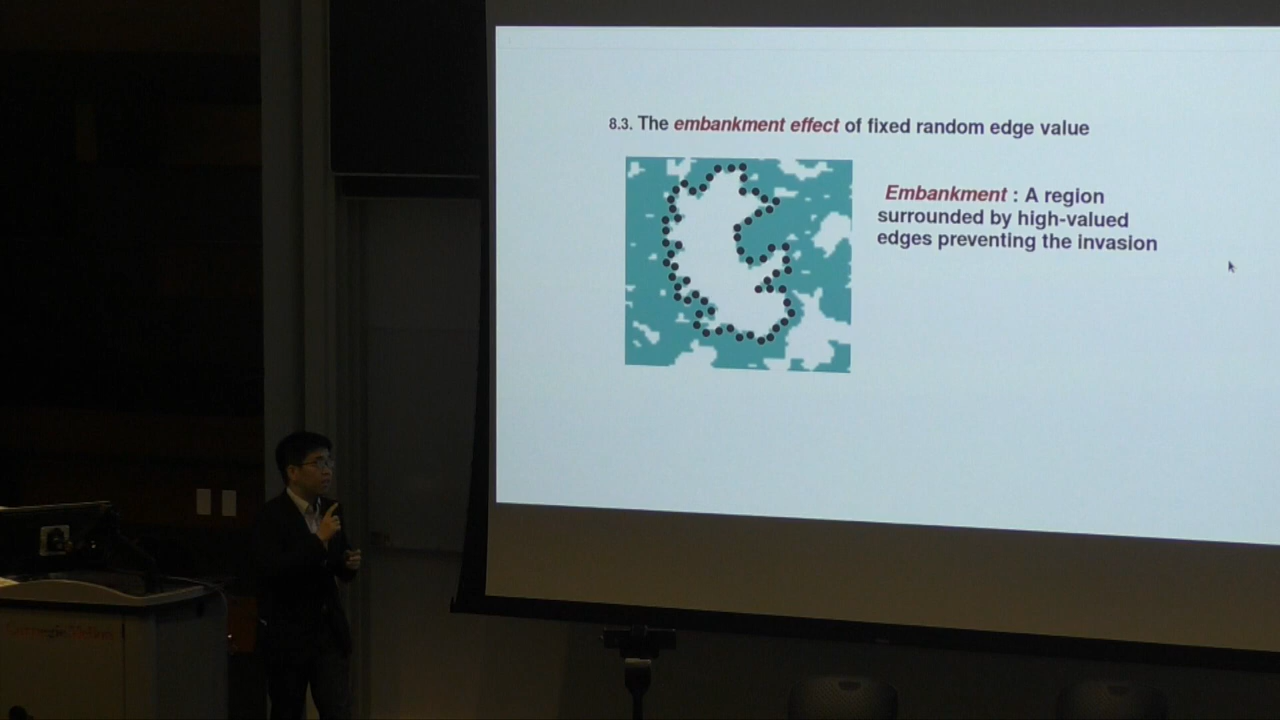 8.3. The embankment effect of fixed random edge value
Embankment : A region
surrounded by high-valued
edges preventing the invasion